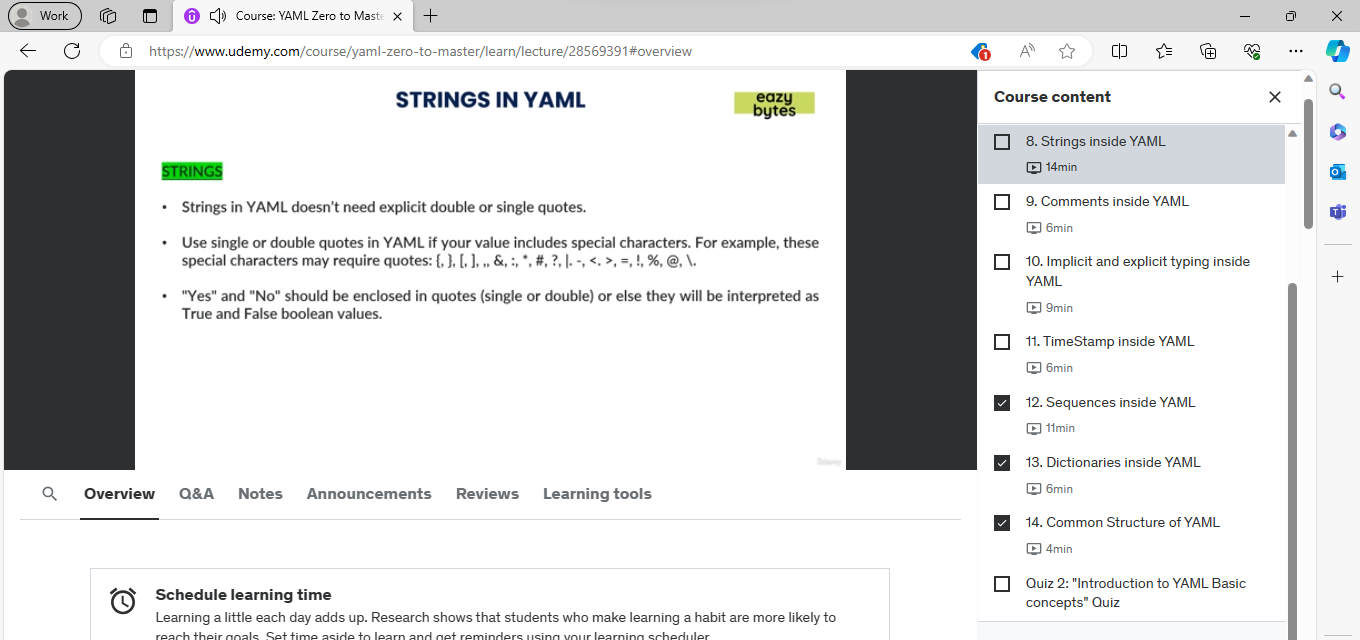 Work
Course: YAML Zero to Maste
https://www.udemy.com/course/yaml-zero-to-master/learn/lecture/28569391#overview
1
STRINGS IN YAML
eazy
bytes
STRINGS
• Strings in YAML doesn't need explicit double or single quotes.
• Use single or double quotes in YAML if your value includes special characters. For example, these
special characters may require quotes: {, }, [, ], ,, &, :, *, #, ?, |. -, <. >, =, !, %, @, \.
• "Yes" and "No" should be enclosed in quotes (single or double) or else they will be interpreted as
True and False boolean values.
Udemy
Course content
8. Strings inside YAML
14min
9. Comments inside YAML
6min
10. Implicit and explicit typing inside
YAML
9min
11. TimeStamp inside YAML
6min
12. Sequences inside YAML
11min
13. Dictionaries inside YAML
6min
14. Common Structure of YAML
4min
Quiz 2: "Introduction to YAML Basic
concepts" Quiz
Overview Q&A Notes Announcements Reviews Learning tools
Schedule learning time
Learning a little each day adds up. Research shows that students who make learning a habit are more likely to
reach their goals. Set time aside to learn and get reminders using your learning scheduler.